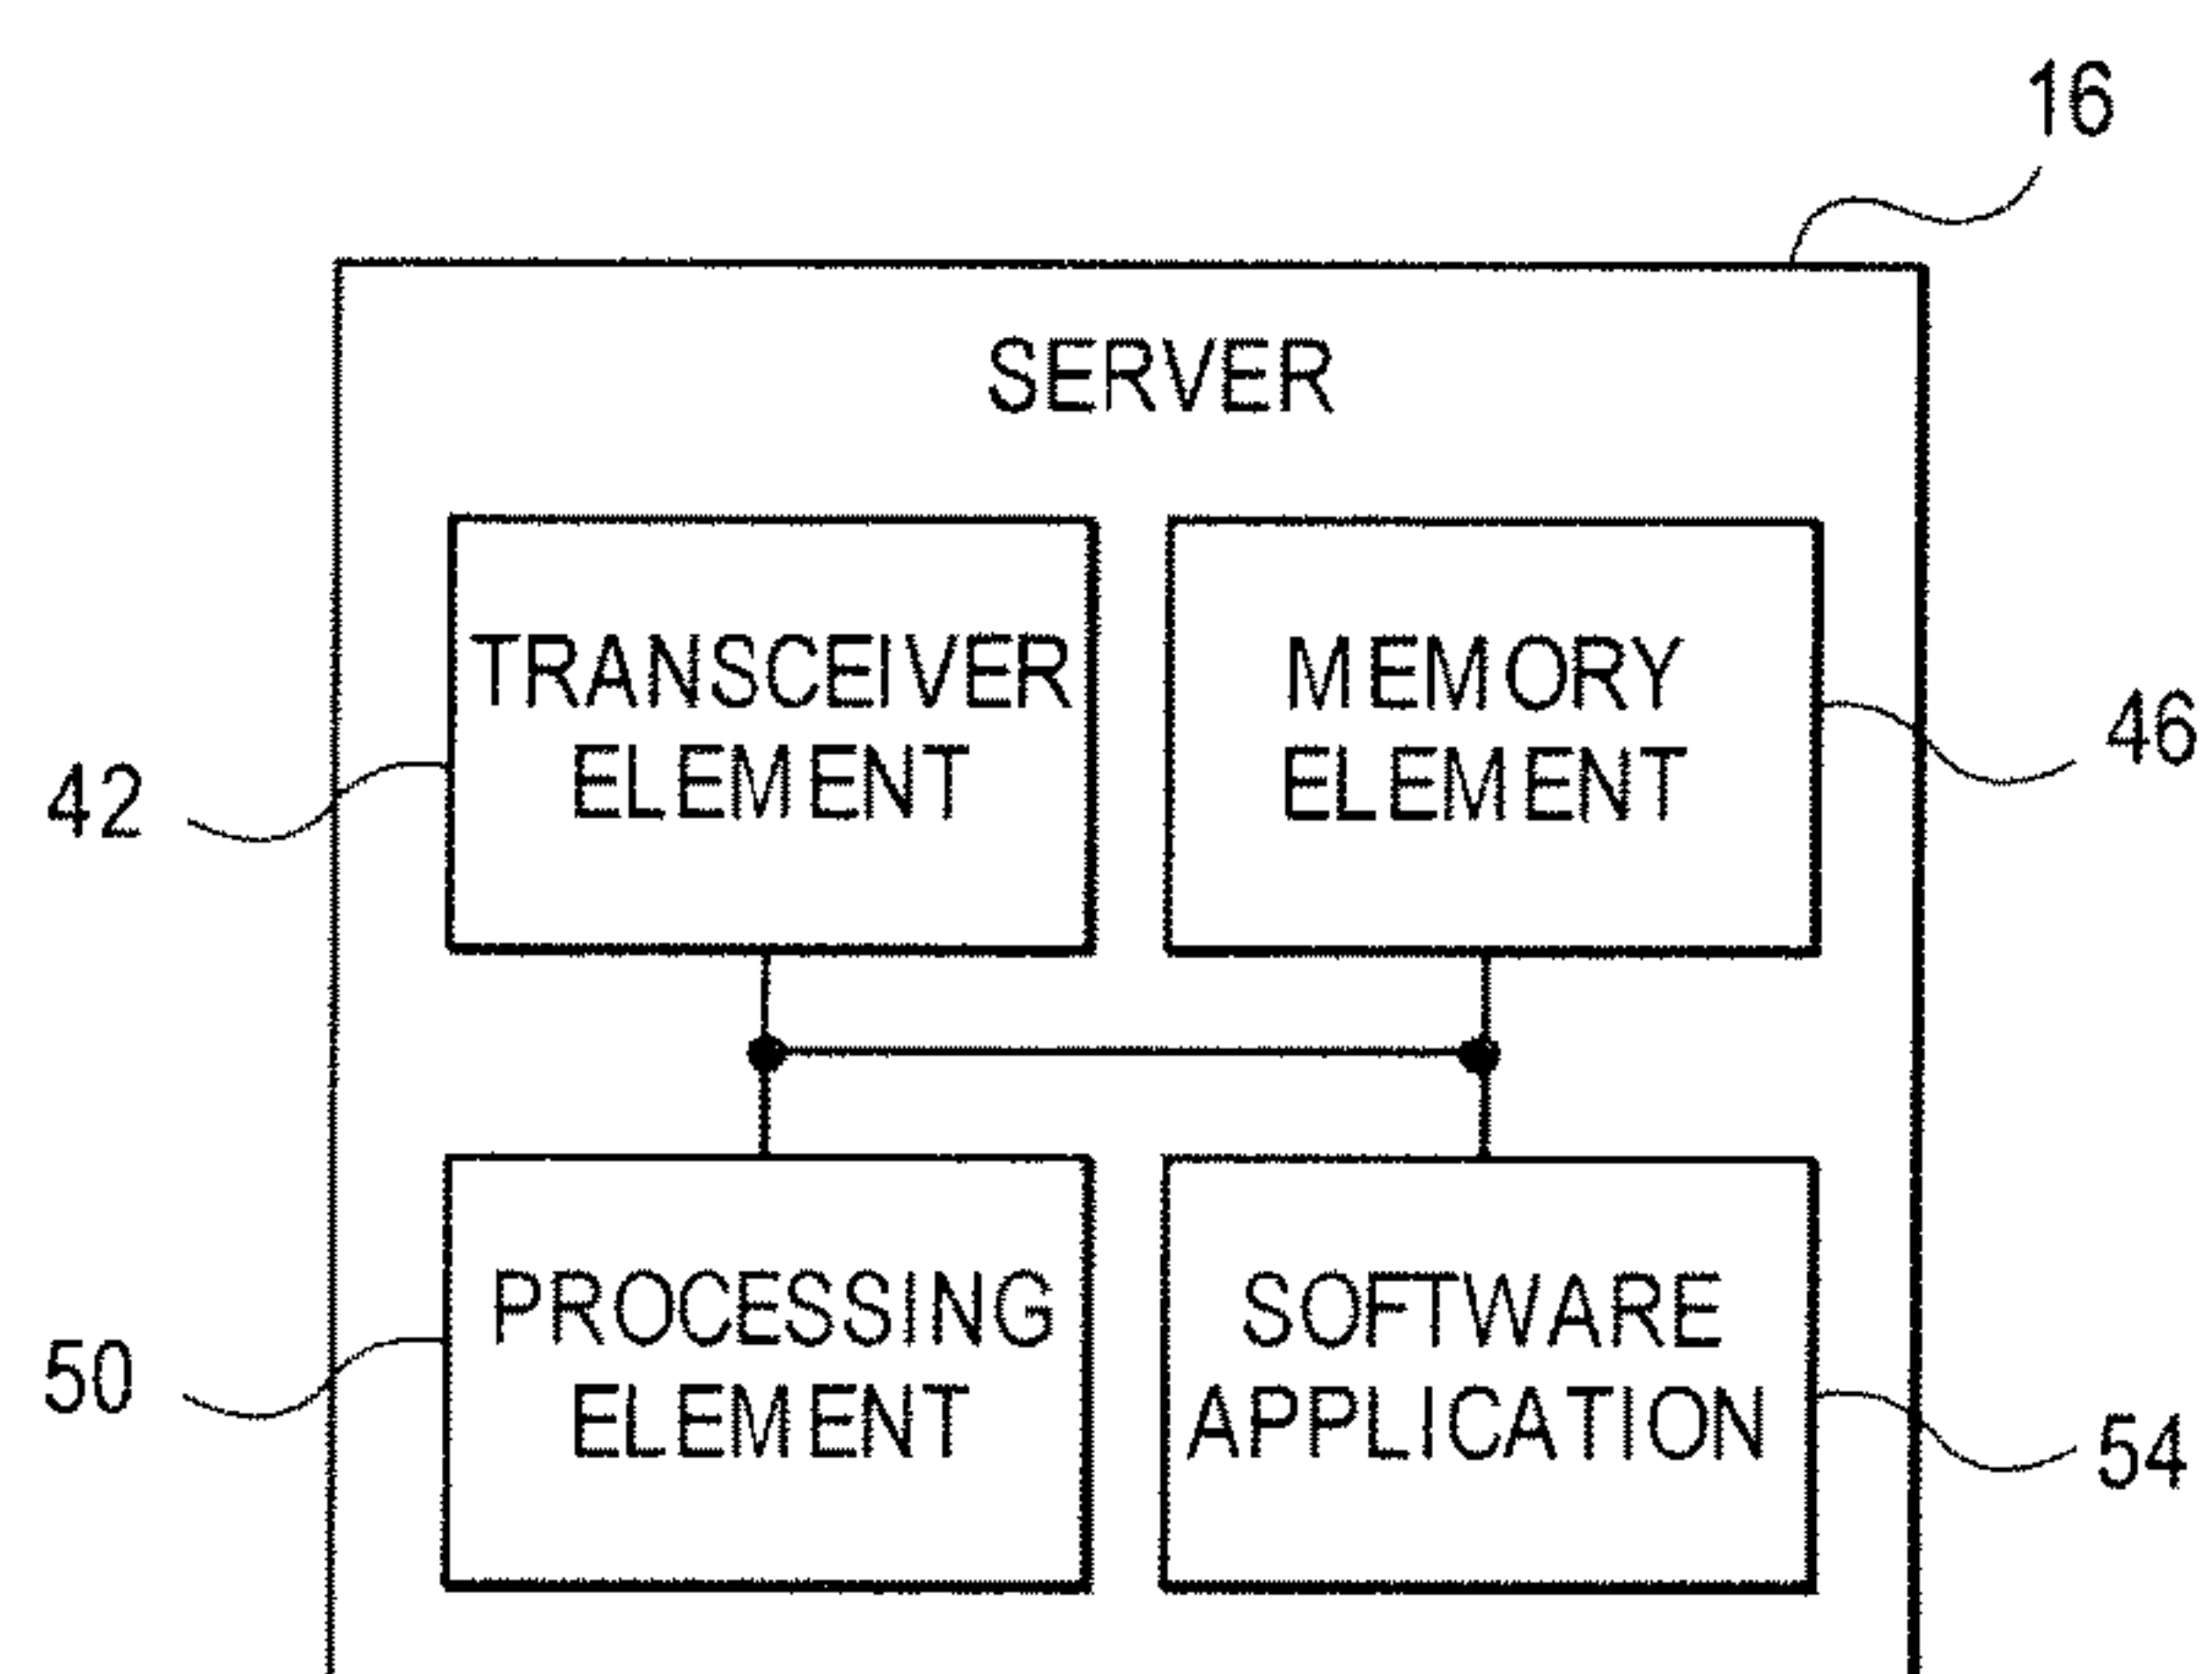 16
SERVER
TRANSCEIVER
ELEMENT
MEMORY
ELEMENT
42
46
PROCESSING
ELEMENT
SOFTWARE
APPLICATION
50
54